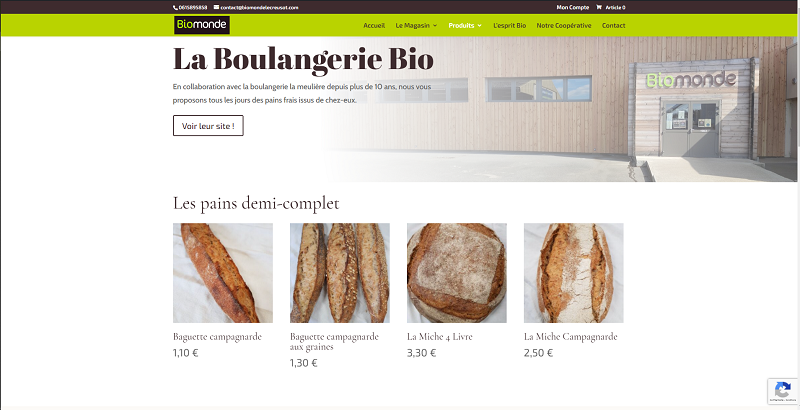 0615895858 contact@biomondelecreusot.com Mon Compte Article 0
Biomonde Accueil Le Magasin Produits L'esprit Bio Notre Coopérative Contact
La Boulangerie Bio
En collaboration avec la boulangerie la meulière depuis plus de 10 ans, nous vous
proposons tous les jours des pains frais issus de chez-eux.
Voir leur site !
Biomonde
Les pains demi-complet
Baguette campagnarde
1,10 €
Baguette campagnarde
aux graines
1,30 €
La Miche 4 Livre
3,30 €
La Miche Campagnarde
2,50 €